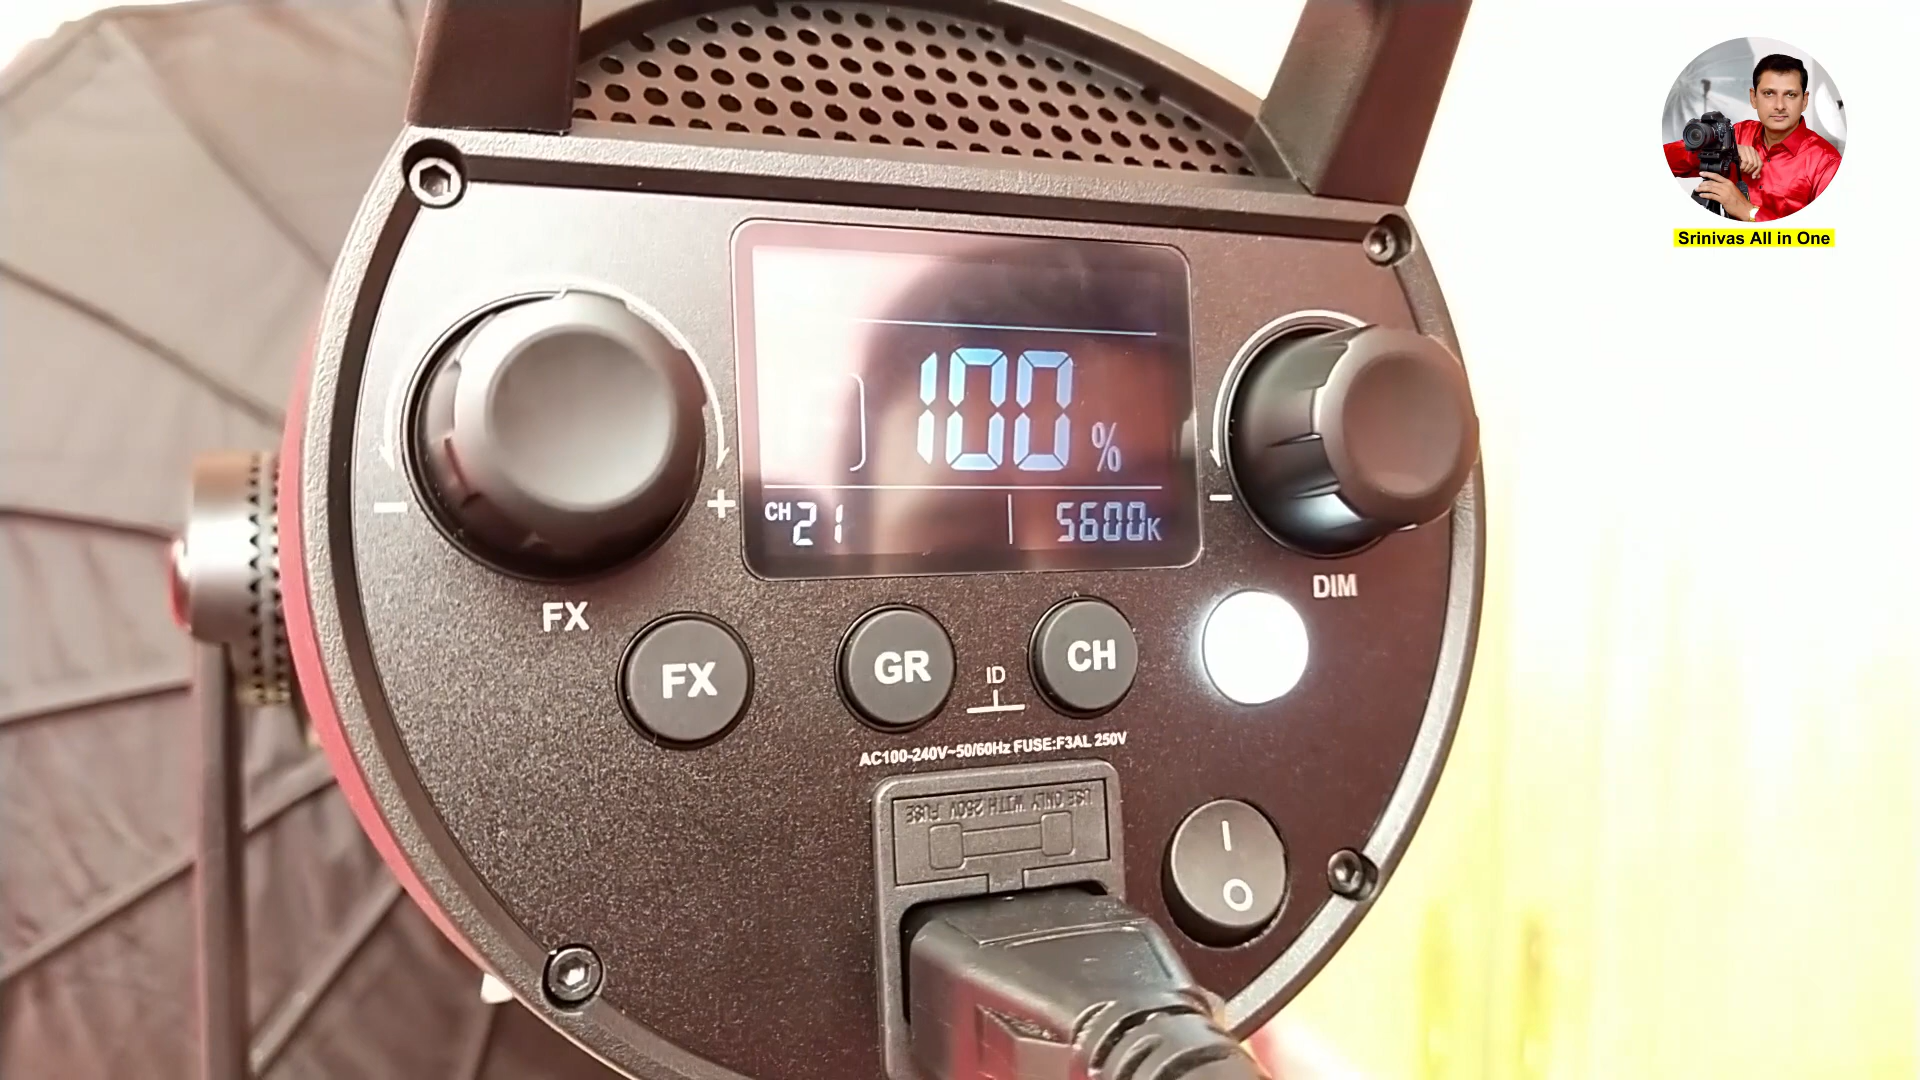 Srinivas All in One
100 %
CH 21
5600K
- + -
FX
DIM
FX
GR
ID
CH
AC100-240V~50/60Hz FUSE:F3AL 250V
USE ONLY WITH 250V FUSE
I
O